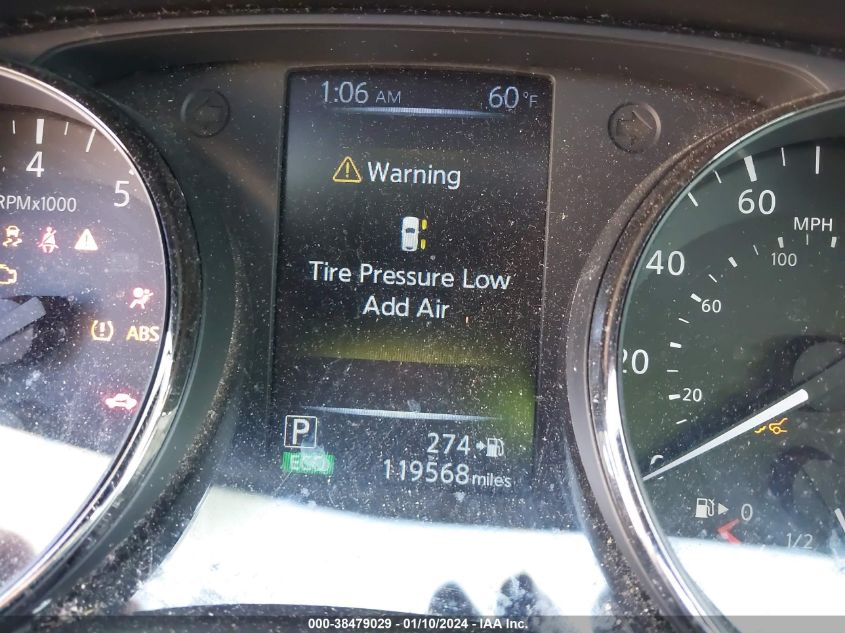 1:06 AM 60 °F
Warning
4
5
RPMx1000
60
MPH
100
40
60
Tire Pressure Low
Add Air
ABS
20
20
P
ECO
274
119568 miles
0
1/2
000-38479029 - 01/10/2024 - IAA Inc.